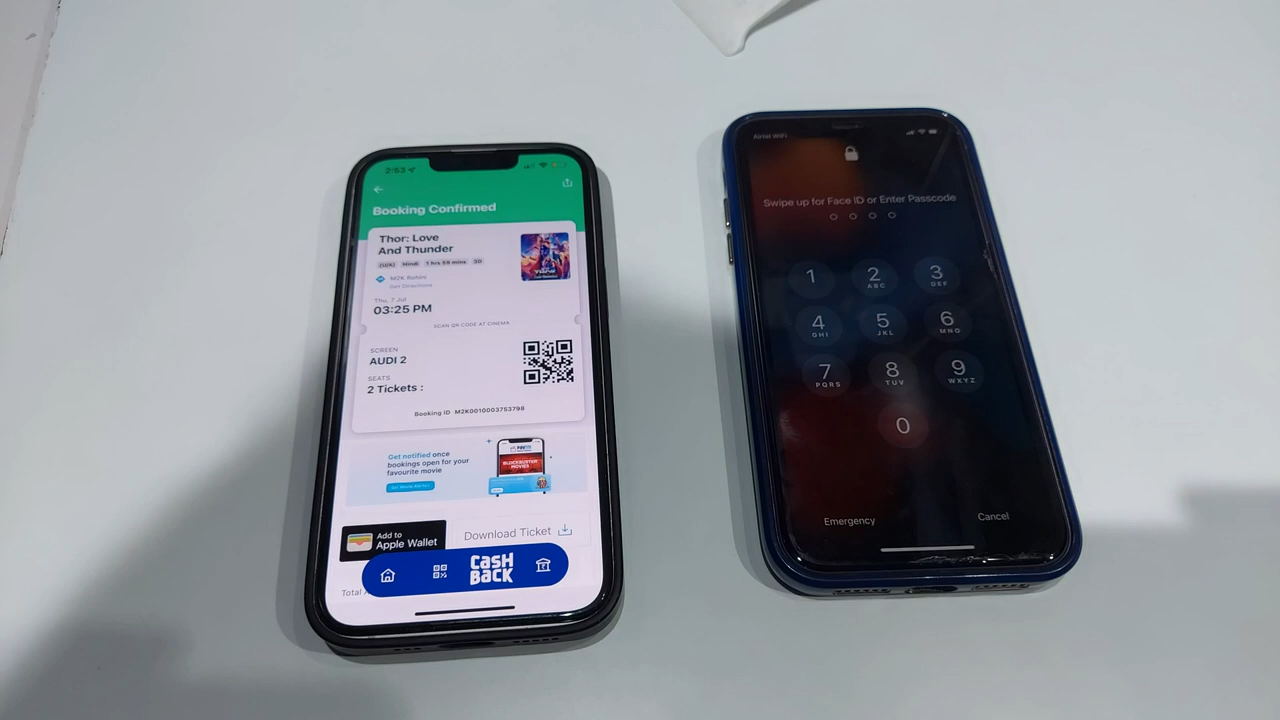 2:53
Booking Confirmed
Thor: Love
And Thunder
(U/A) Hindi 1 hrs 59 mins 3D
M2K Rohini
Get Directions
Thu, 7 Jul
03:25 PM
SCAN QR CODE AT CINEMA
SCREEN
AUDI 2
SEATS
2 Tickets :
Booking ID M2K0010003753798
Get notified once
bookings open for your
favourite movie
BLOCKBUSTER
MOVIES
Add to
Apple Wallet
Download Ticket
CASH
BACK
Total
Airtel WiFi
Swipe up for Face ID or Enter Passcode
1
2
ABC
3
DEF
4
GHI
5
JKL
6
MNO
7
PQRS
8
TUV
9
WXYZ
0
Emergency
Cancel